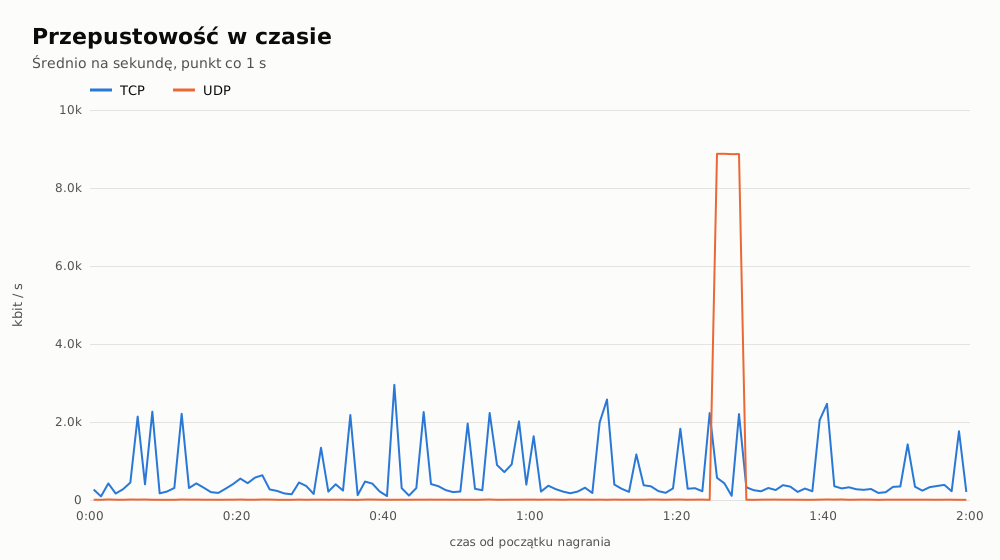 Przepustowość w czasie
Średnio na sekundę, punkt co 1 s
TCP UDP
10k
8.0k
6.0k
4.0k
2.0k
0
kbit / s
0:00 0:20 0:40 1:00 1:20 1:40 2:00
czas od początku nagrania